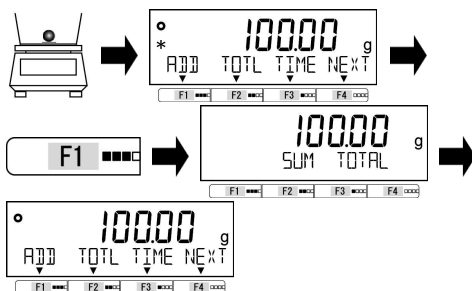 * 100.00 g
ADD TOTL TIME NEXT
F1 F2 F3 F4
F1
100.00 g
SUM TOTAL
F1 F2 F3 F4
100.00 g
ADD TOTL TIME NEXT
F1 F2 F3 F4